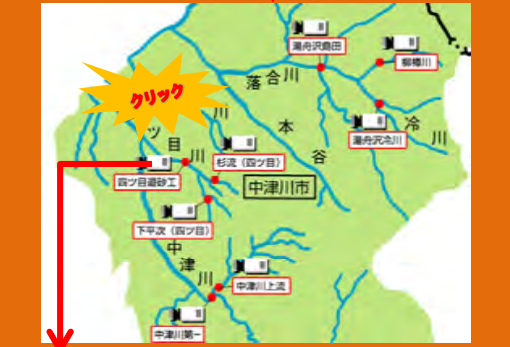 湯舟沢島田
柳樽川
落合川
クリック
川
ツ
目
川
本
谷
冷
川
湯舟沢冷川
杉流（四ツ目）
四ツ目遊砂工
中津川市
下平次（四ツ目）
中
津
川
中津川上流
中津川第一